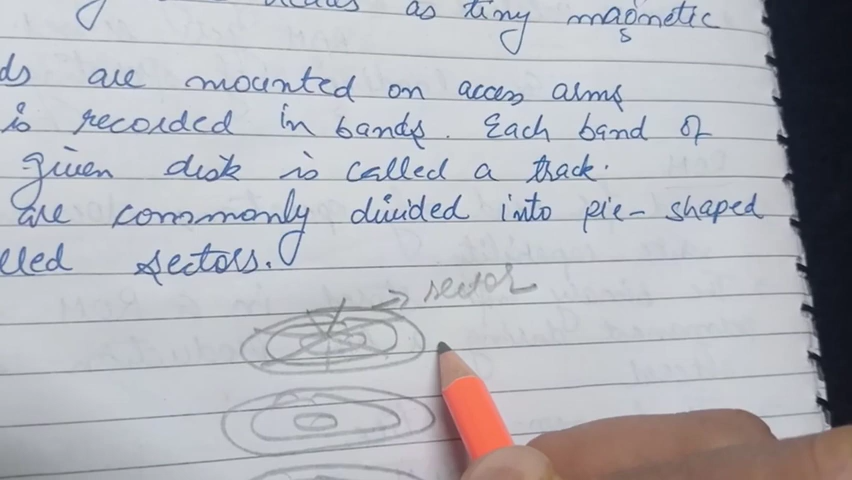 as tiny magnetic
s
ds are mounted on access arms
is recorded in bands. Each band of
given disk is called a track.
are commonly divided into pie-shaped
lled sectors.
sector